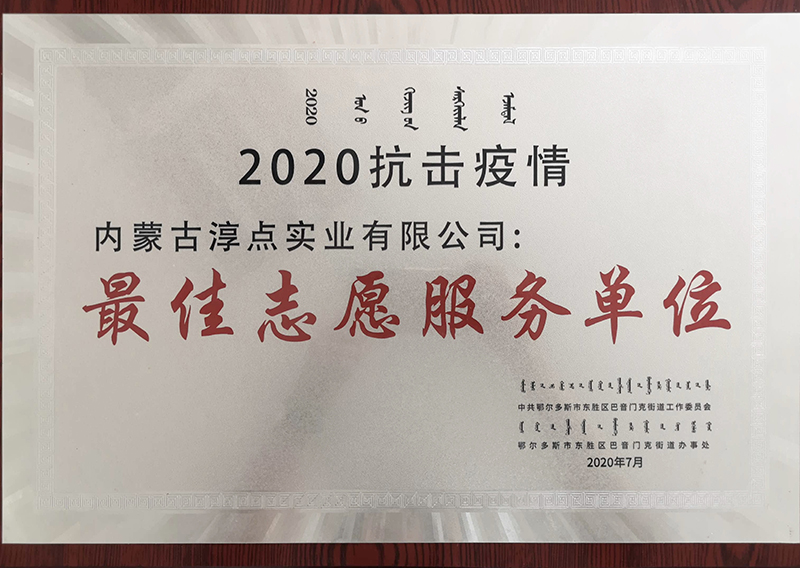 2020
2020抗击疫情
内蒙古淳点实业有限公司:
最佳志愿服务单位
中共鄂尔多斯市东胜区巴音门克街道工作委员会
鄂尔多斯市东胜区巴音门克街道办事处
2020年7月